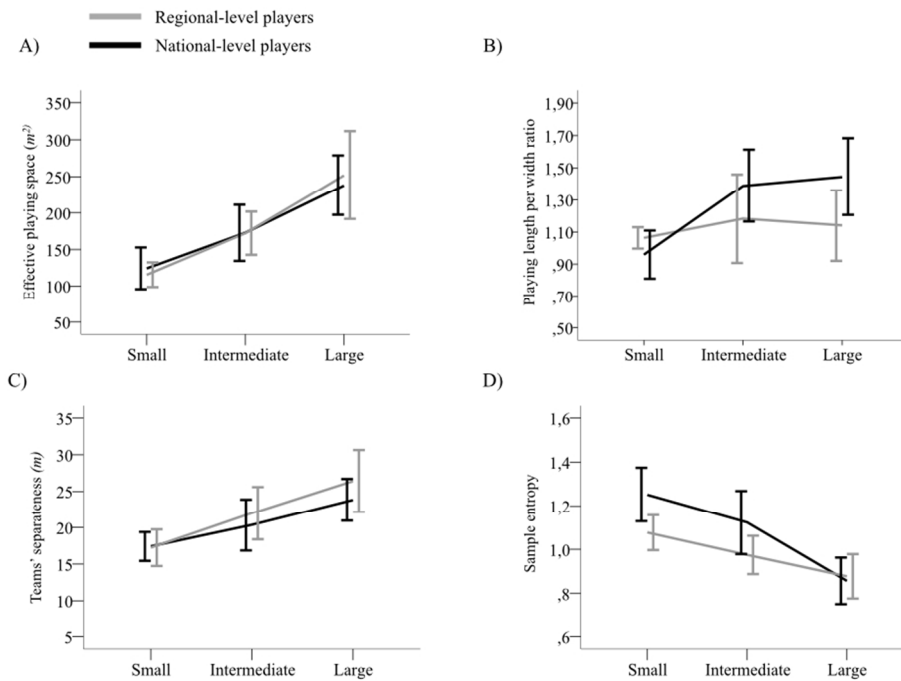 Regional-level players
National-level players
A)
Effective playing space (m²)
350
300
250
200
150
100
50
Small Intermediate Large
B)
Playing length per width ratio
1,90
1,70
1,50
1,30
1,10
,90
,70
,50
Small Intermediate Large
C)
Teams' separateness (m)
35
30
25
20
15
10
5
Small Intermediate Large
D)
Sample entropy
1,6
1,4
1,2
1,0
,8
,6
Small Intermediate Large